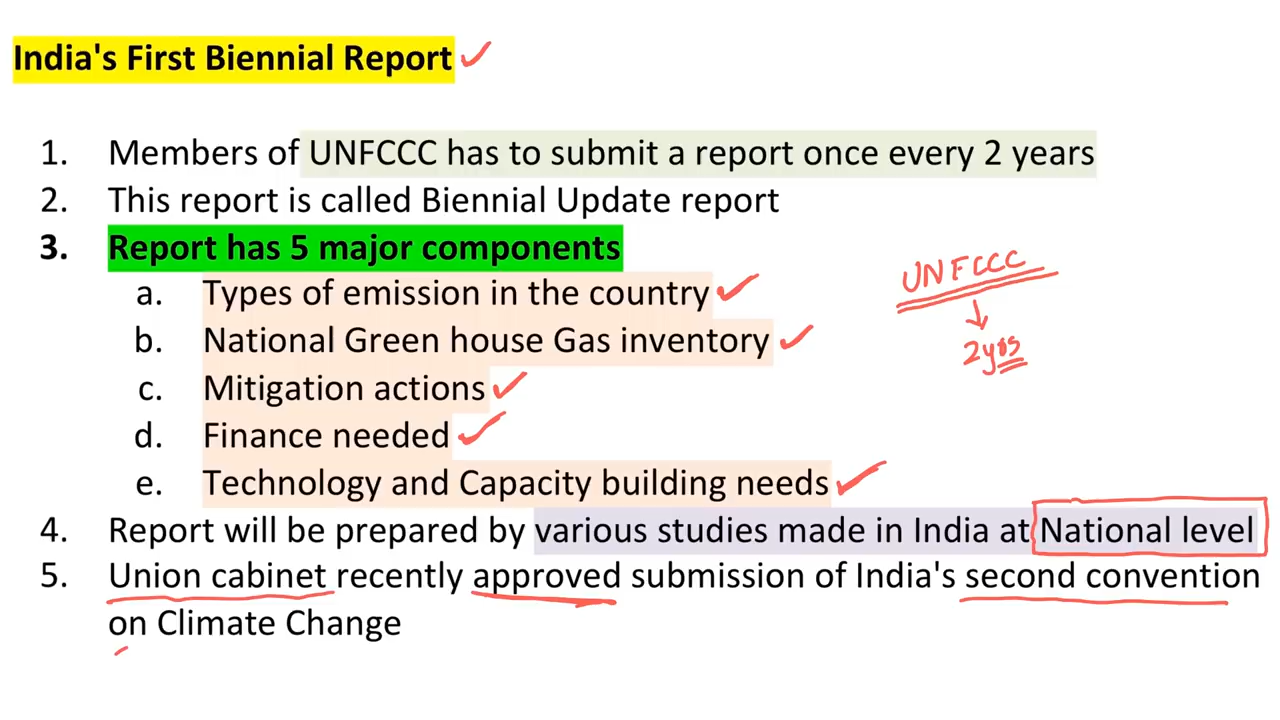 India's First Biennial Report
1. Members of UNFCCC has to submit a report once every 2 years
2. This report is called Biennial Update report
3. Report has 5 major components
a. Types of emission in the country
b. National Green house Gas inventory
c. Mitigation actions
d. Finance needed
e. Technology and Capacity building needs
UNFCCC
2yrs
4. Report will be prepared by various studies made in India at National level
5. Union cabinet recently approved submission of India's second convention
on Climate Change